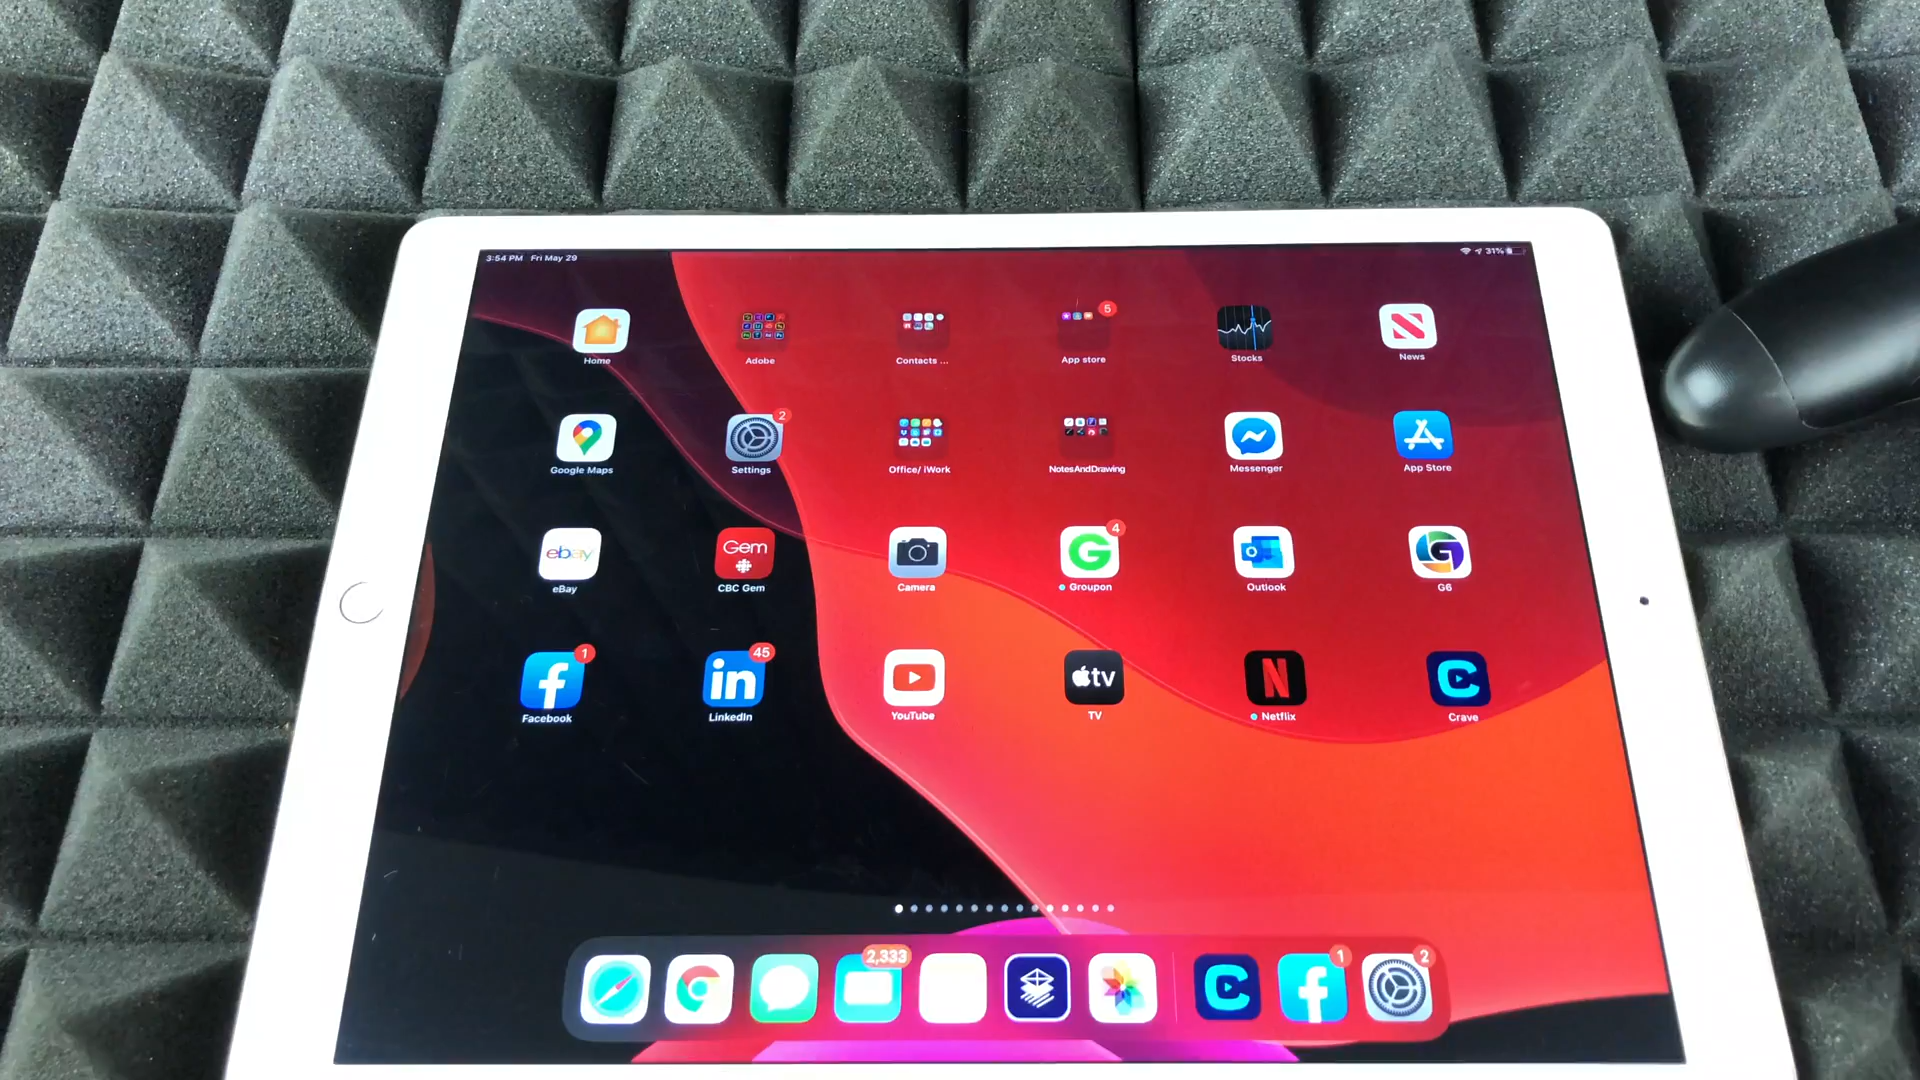 3:54 PM Fri May 29
31%
5
Home Adobe Contacts ... App store Stocks News
2
Google Maps Settings Office/ iWork NotesAndDrawing Messenger App Store
ebay Gem 4 G
eBay CBC Gem Camera Groupon Outlook G6
1 45
f in tv N C
Facebook LinkedIn YouTube TV Netflix Crave
2,333 1 2
C f